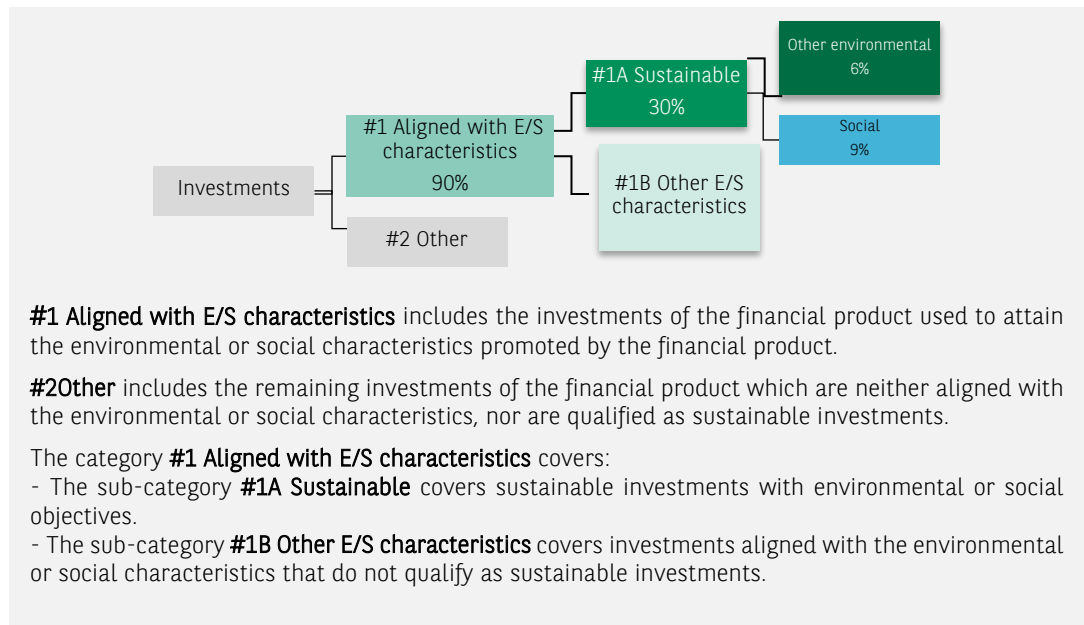 Other environmental
6%
#1A Sustainable
30%
Social
9%
#1 Aligned with E/S
characteristics
90%
Investments
#1B Other E/S
characteristics
#2 Other
#1 Aligned with E/S characteristics includes the investments of the financial product used to attain
the environmental or social characteristics promoted by the financial product.
#2Other includes the remaining investments of the financial product which are neither aligned with
the environmental or social characteristics, nor are qualified as sustainable investments.
The category #1 Aligned with E/S characteristics covers:
- The sub-category #1A Sustainable covers sustainable investments with environmental or social
objectives.
- The sub-category #1B Other E/S characteristics covers investments aligned with the environmental
or social characteristics that do not qualify as sustainable investments.